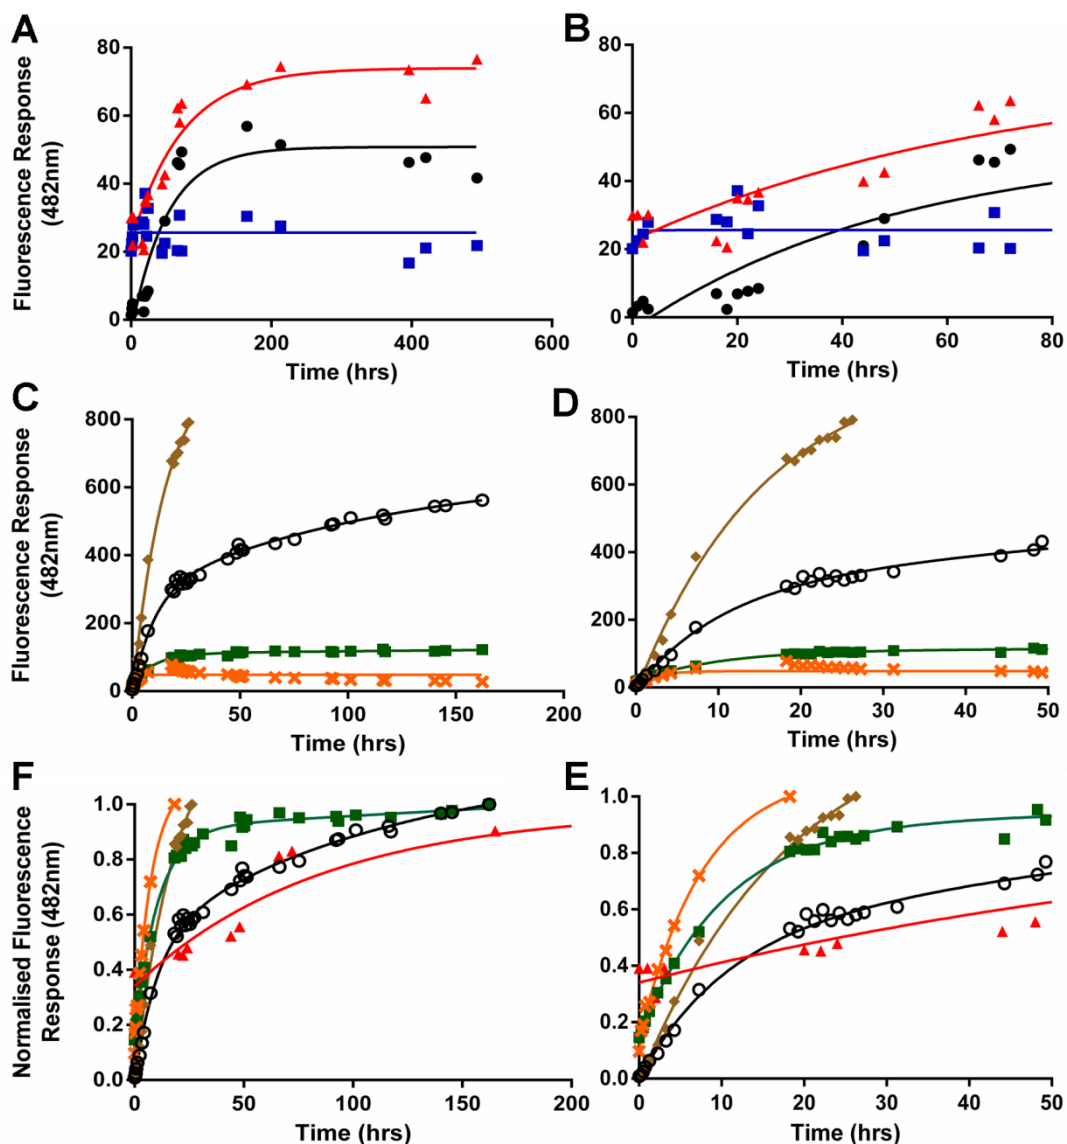 A
B
Fluorescence Response
(482nm)
80
60
40
20
0
0 200 400 600
Time (hrs)
80
60
40
20
0
0 20 40 60 80
Time (hrs)
C
D
Fluorescence Response
(482nm)
800
600
400
200
0
0 50 100 150 200
Time (hrs)
800
600
400
200
0
0 10 20 30 40 50
Time (hrs)
F
E
Normalised Fluorescence
Response (482nm)
1.0
0.8
0.6
0.4
0.2
0.0
0 50 100 150 200
Time (hrs)
1.0
0.8
0.6
0.4
0.2
0.0
0 10 20 30 40 50
Time (hrs)